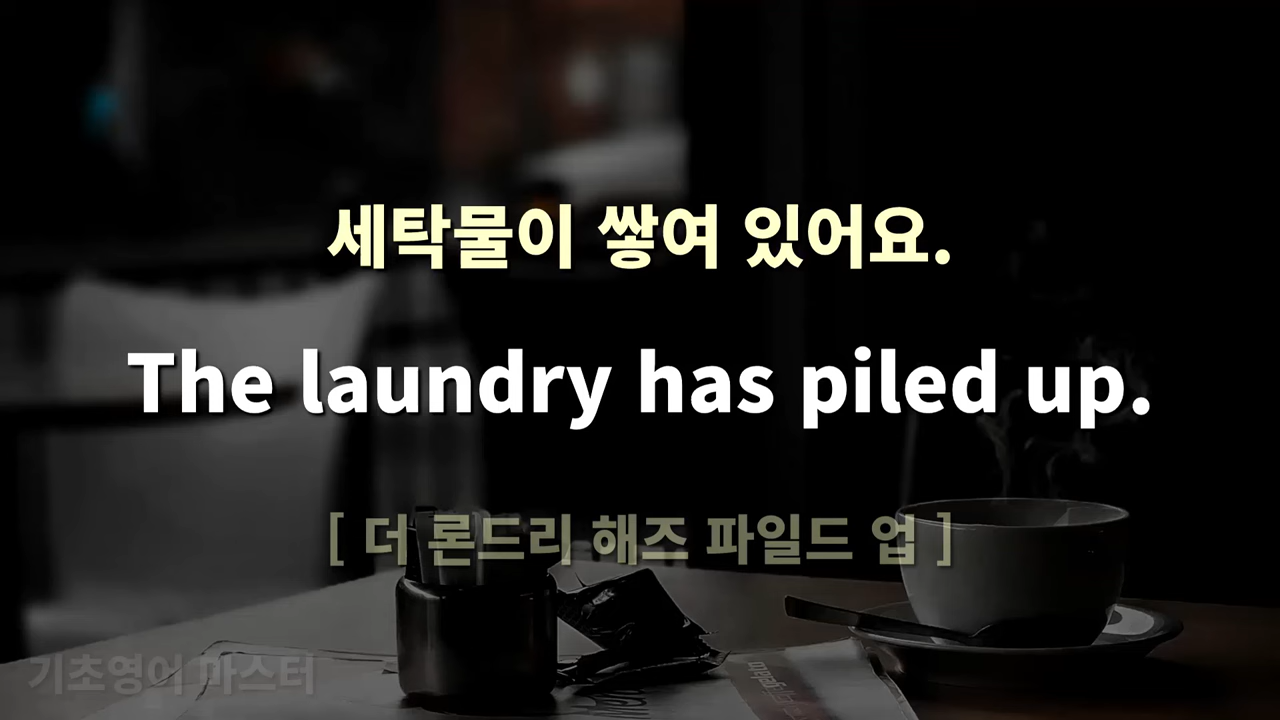 세탁물이 쌓여 있어요.
The laundry has piled up.
[ 더 론드리 해즈 파일드 업 ]
기초영어 마스터